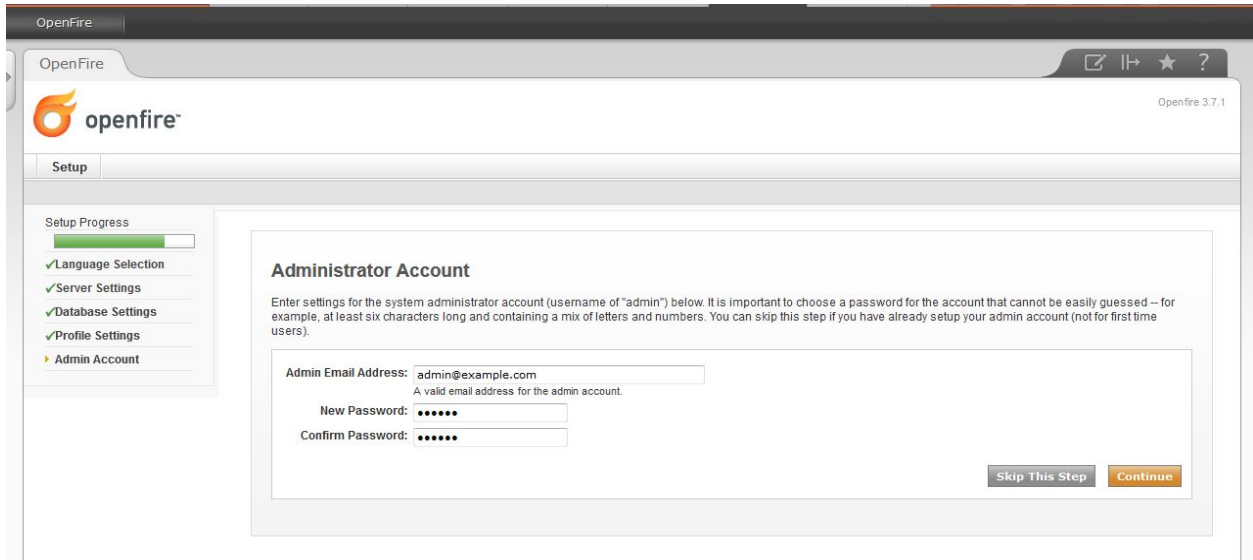 OpenFire
OpenFire
?
openfire™
Openfire 3.7.1
Setup
Setup Progress
✓Language Selection
✓Server Settings
✓Database Settings
✓Profile Settings
Admin Account
Administrator Account
Enter settings for the system administrator account (username of "admin") below. It is important to choose a password for the account that cannot be easily guessed -- for
example, at least six characters long and containing a mix of letters and numbers. You can skip this step if you have already setup your admin account (not for first time
users).
Admin Email Address: admin@example.com
A valid email address for the admin account.
New Password: ••••••
Confirm Password: ••••••
Skip This Step Continue